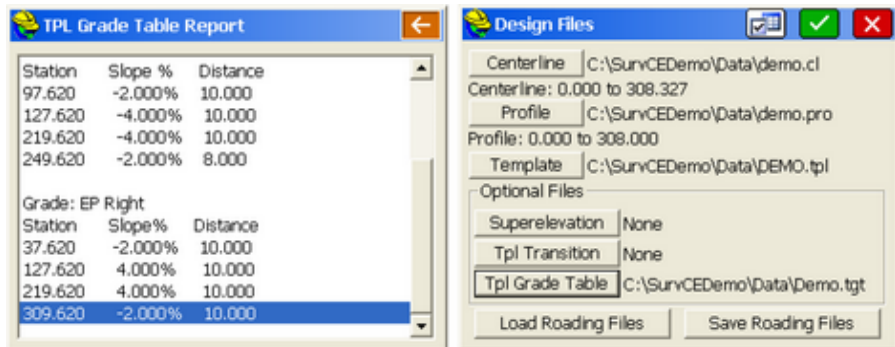 TPL Grade Table Report
Station Slope % Distance
97.620 -2.000% 10.000
127.620 -4.000% 10.000
219.620 -4.000% 10.000
249.620 -2.000% 8.000
Grade: EP Right
Station Slope% Distance
37.620 -2.000% 10.000
127.620 4.000% 10.000
219.620 4.000% 10.000
309.620 -2.000% 10.000
Design Files
Centerline C:\SurvCEDemo\Data\demo.cl
Centerline: 0.000 to 308.327
Profile C:\SurvCEDemo\Data\demo.pro
Profile: 0.000 to 308.000
Template C:\SurvCEDemo\Data\DEMO.tpl
Optional Files
Superelevation None
Tpl Transition None
Tpl Grade Table C:\SurvCEDemo\Data\Demo.tgt
Load Roading Files Save Roading Files